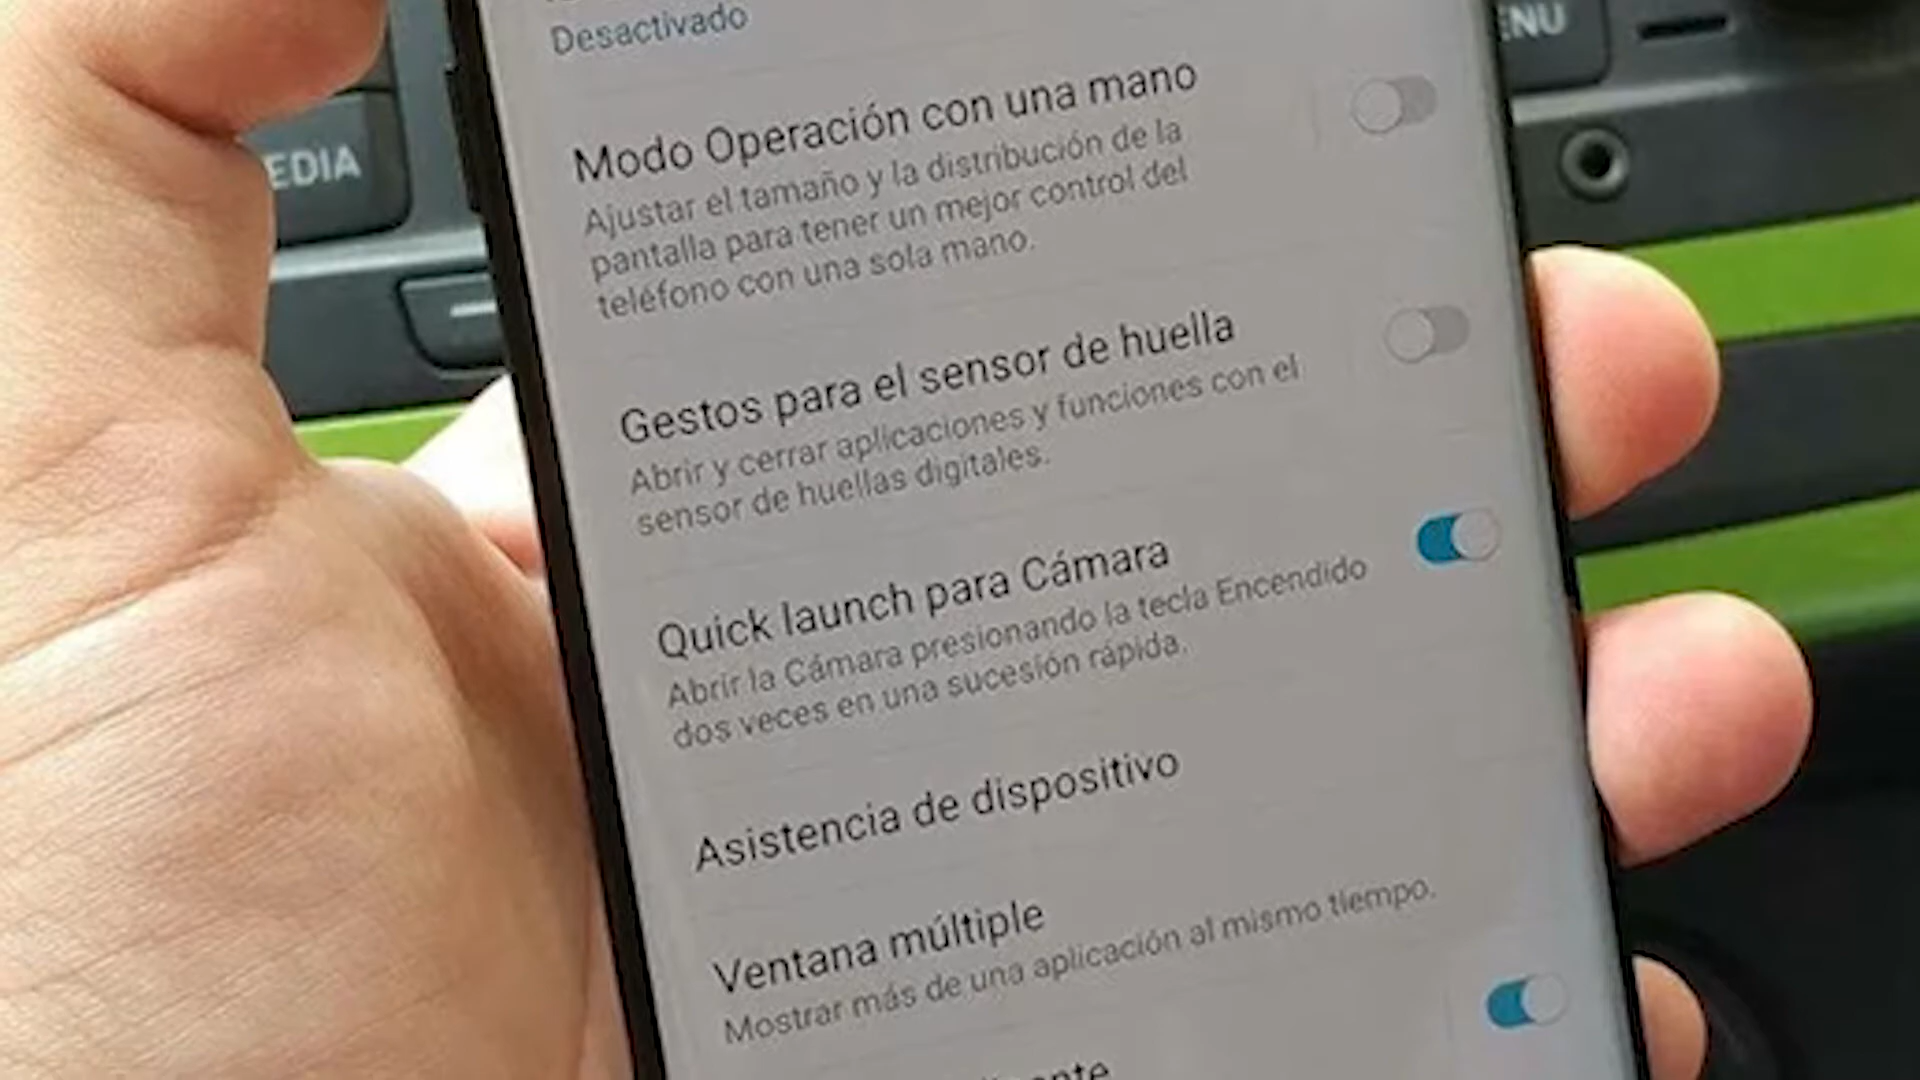 Desactivado
Modo Operación con una mano
Ajustar el tamaño y la distribución de la
pantalla para tener un mejor control del
teléfono con una sola mano.
Gestos para el sensor de huella
Abrir y cerrar aplicaciones y funciones con el
sensor de huellas digitales.
Quick launch para Cámara
Abrir la Cámara presionando la tecla Encendido
dos veces en una sucesión rápida.
Asistencia de dispositivo
Ventana múltiple
Mostrar más de una aplicación al mismo tiempo.
EDIA
ENU